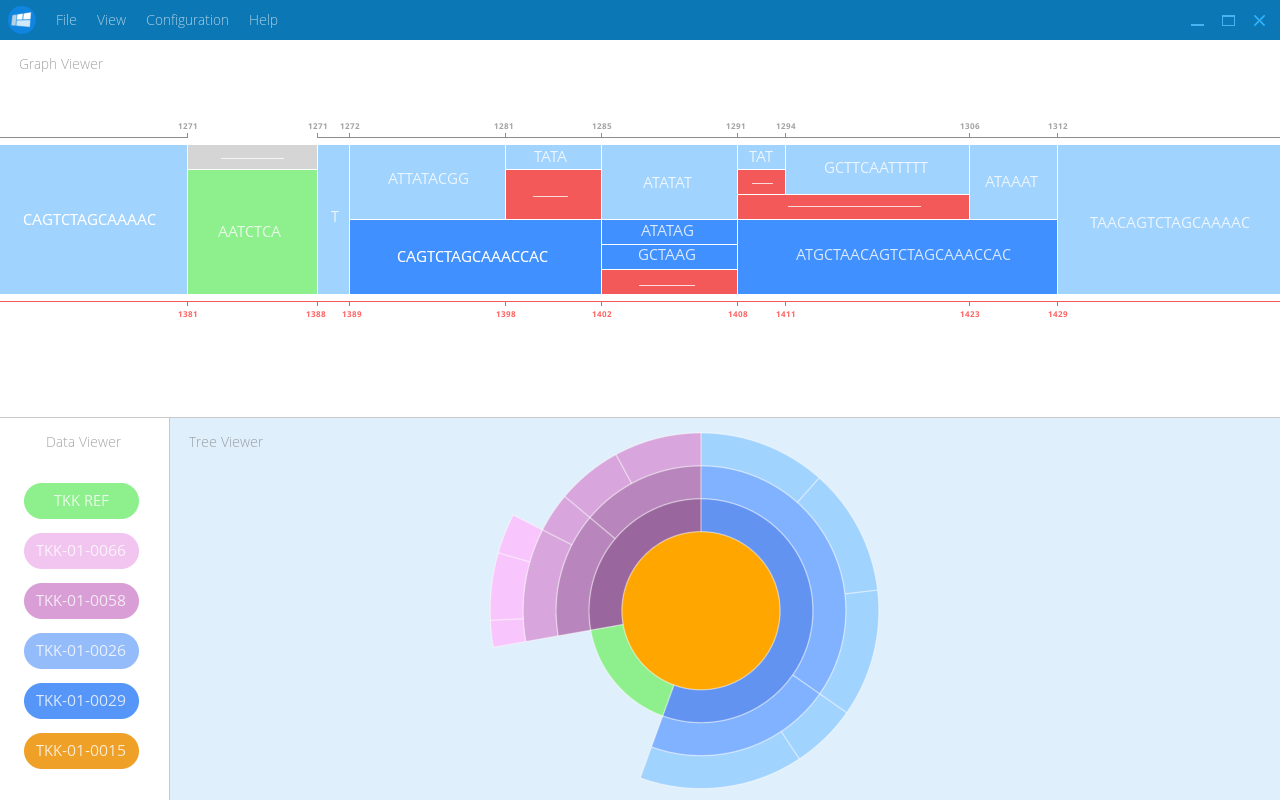 File View Configuration Help
Graph Viewer
1271 1271 1272 1281 1285 1291 1294 1306 1312
TATA TAT
GCTTCAATTTTT
ATTATACGG ATATAT ATAAAT
CAGTCTAGCAAAAC T TAACAGTCTAGCAAAAC
AATCTCA ATATAG
CAGTCTAGCAAACCAC GCTAAG ATGCTAACAGTCTAGCAAACCAC
1381 1388 1389 1398 1402 1408 1411 1423 1429
Data Viewer Tree Viewer
TKK REF
TKK-01-0066
TKK-01-0058
TKK-01-0026
TKK-01-0029
TKK-01-0015